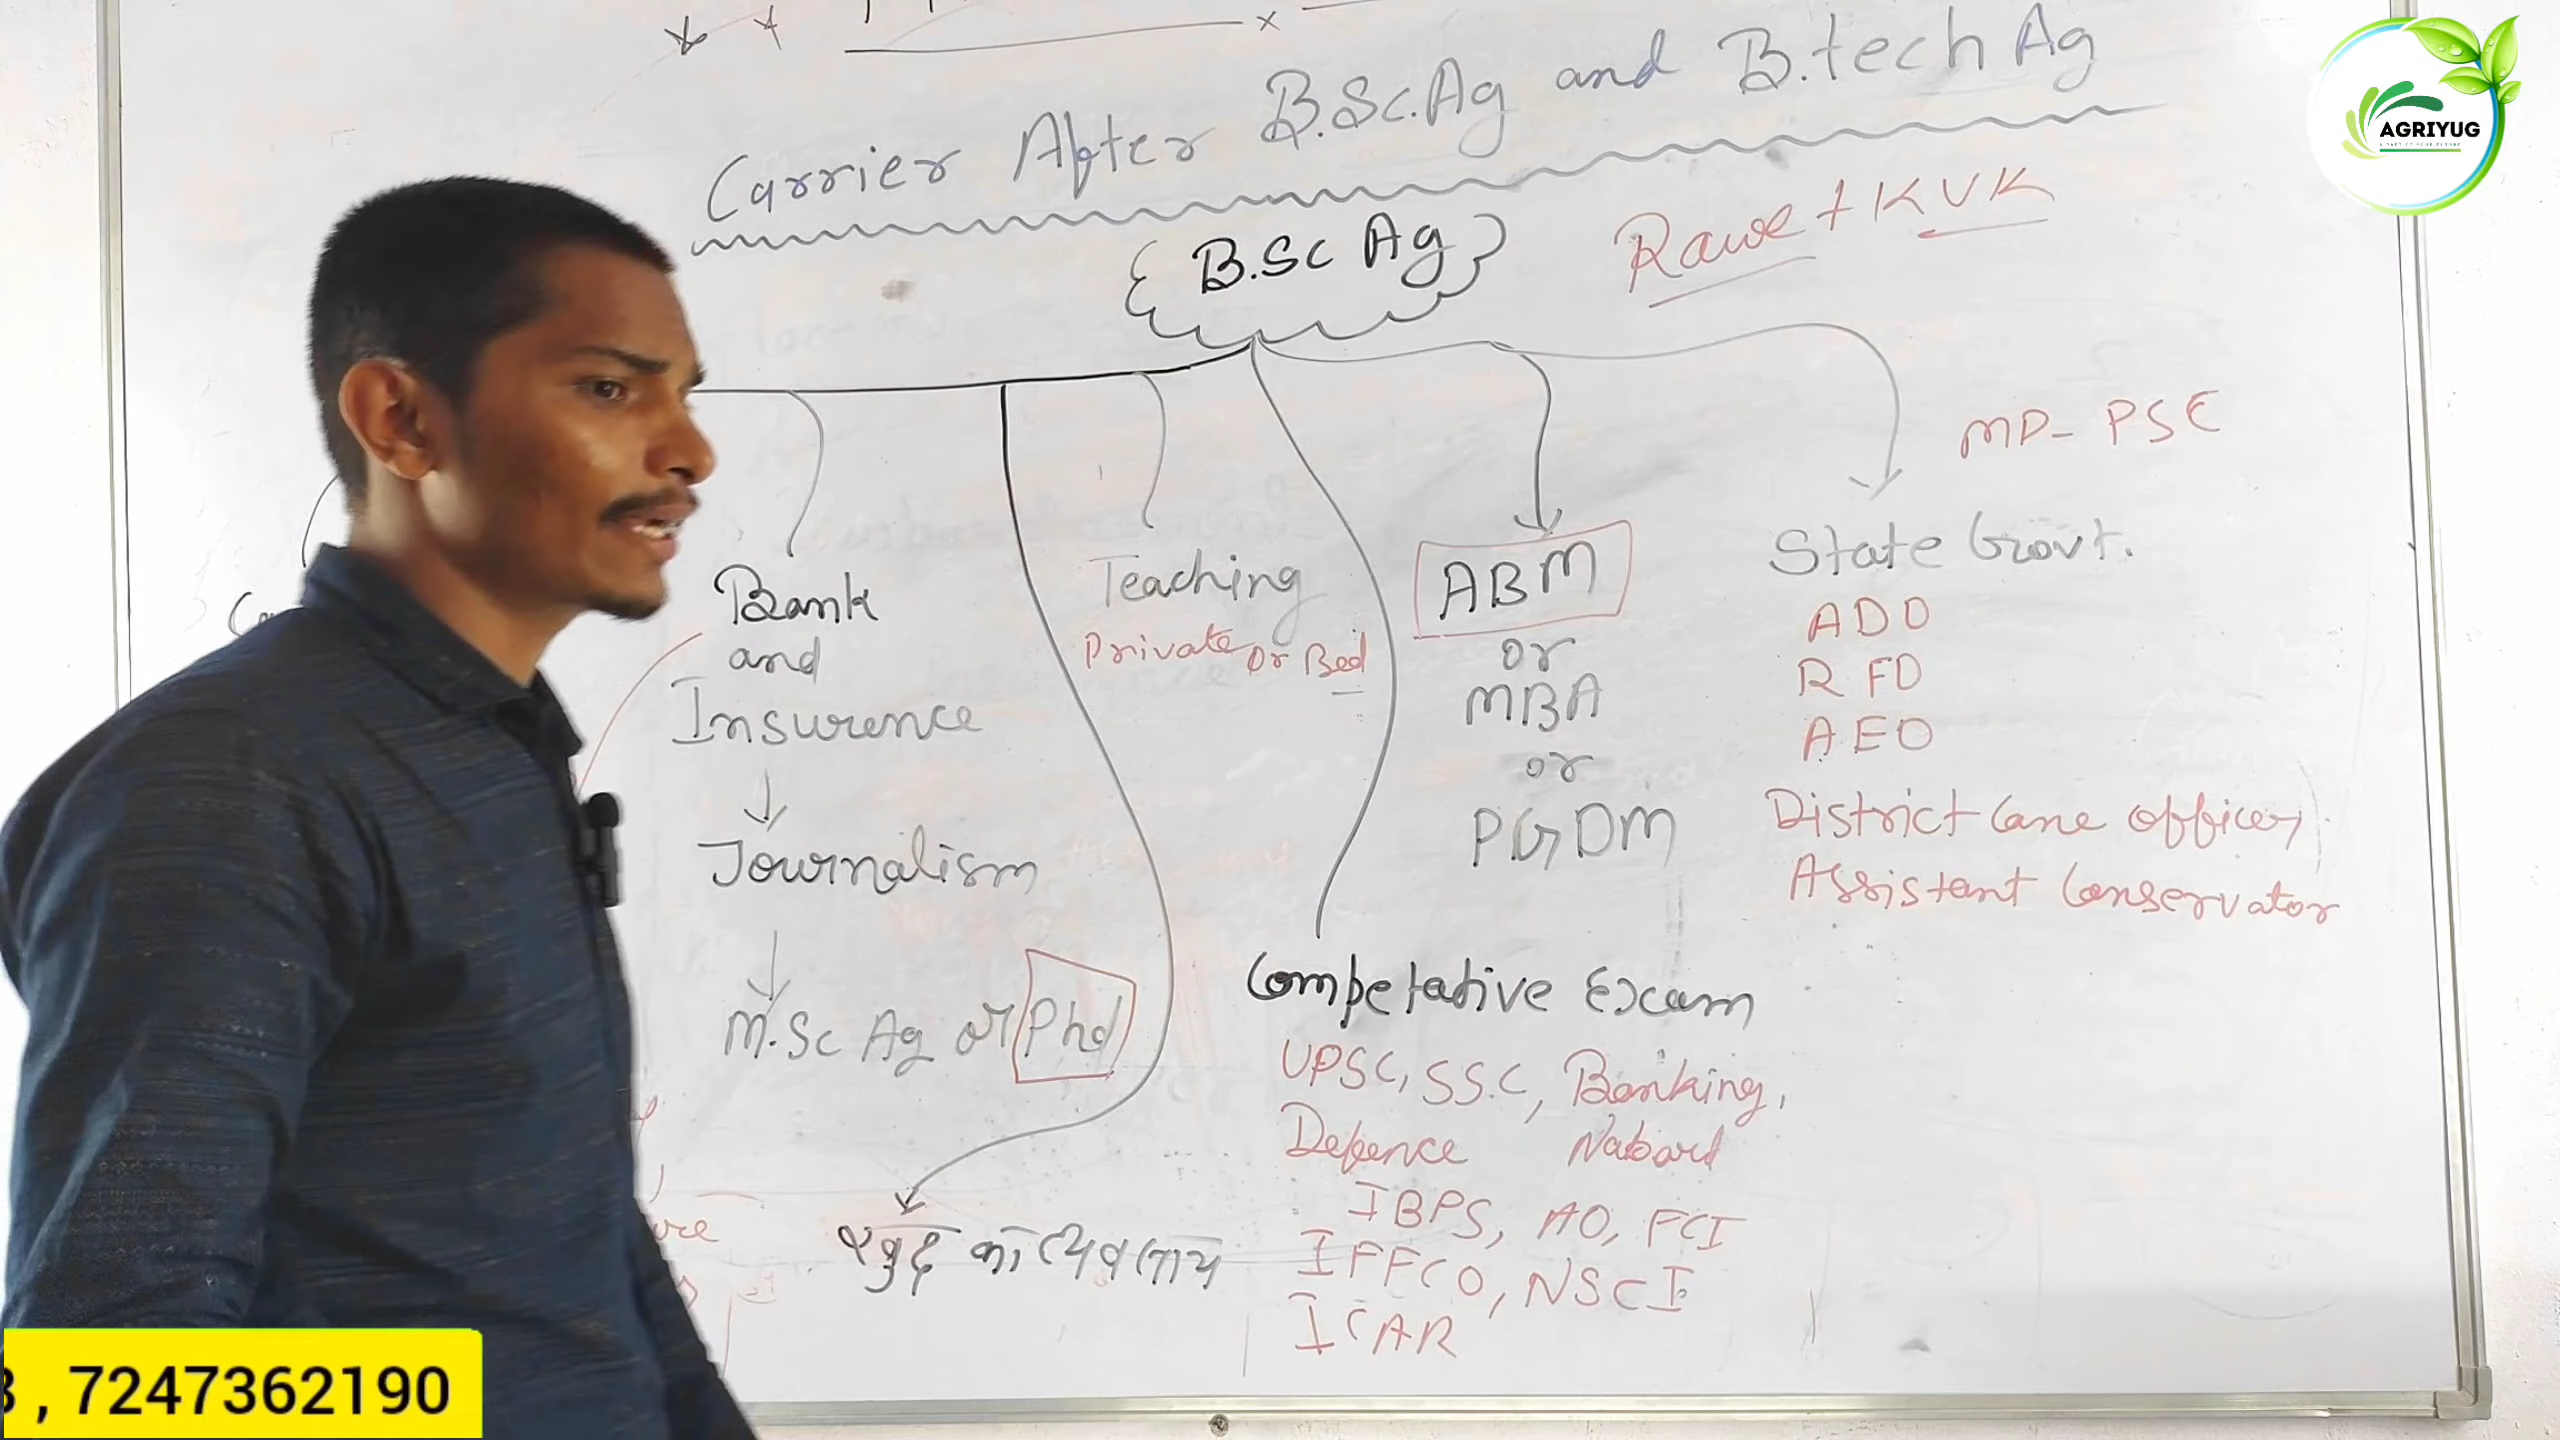 Carrier After B.Sc.Ag and B.tech Ag
AGRIYUG
B.Sc Ag
Rawe + KVK
MP- PSC
Bank
and
Insurence
Journalism
M.Sc Ag or Phd
खुद का व्यवसाय
Teaching
Private or Bed
ABM
or
MBA
or
PGDM
State Govt.
ADO
RFO
AEO
District Cane Officer,
Assistant Conservator
Competative Exam
UPSC, SSC, Banking,
Defence Nabard
IBPS, AO, FCI
IFFCO, NSCI
ICAR
, 7247362190